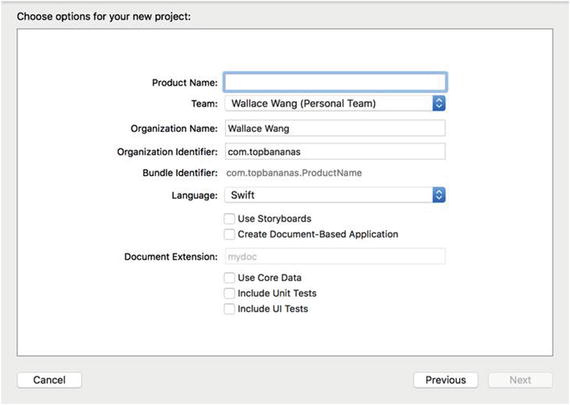 Choose options for your new project:
Product Name:
Team: Wallace Wang (Personal Team)
Organization Name: Wallace Wang
Organization Identifier: com.topbananas
Bundle Identifier: com.topbananas.ProductName
Language: Swift
Use Storyboards
Create Document-Based Application
Document Extension: mydoc
Use Core Data
Include Unit Tests
Include UI Tests
Cancel Previous Next